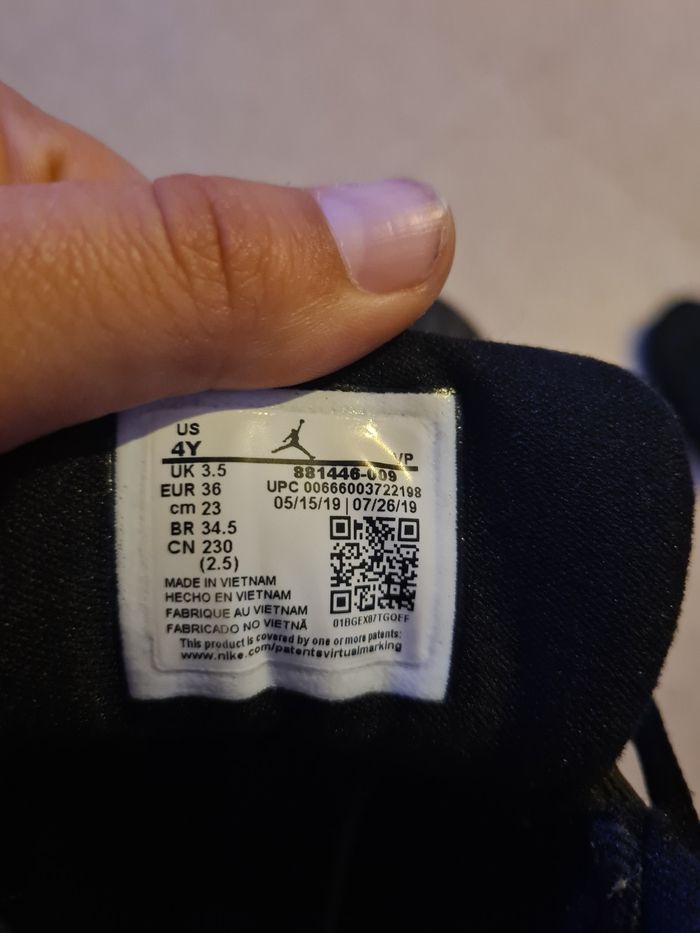 US
4Y
VP
UK 3.5
EUR 36
cm 23
BR 34.5
CN 230
(2.5)
881446-009
UPC 00666003722198
05/15/19 | 07/26/19
01BGEX87TGQEF
MADE IN VIETNAM
HECHO EN VIETNAM
FABRIQUE AU VIETNAM
FABRICADO NO VIETNÃ
This product is covered by one or more patents:
www.nike.com/patentsvirtualmarking